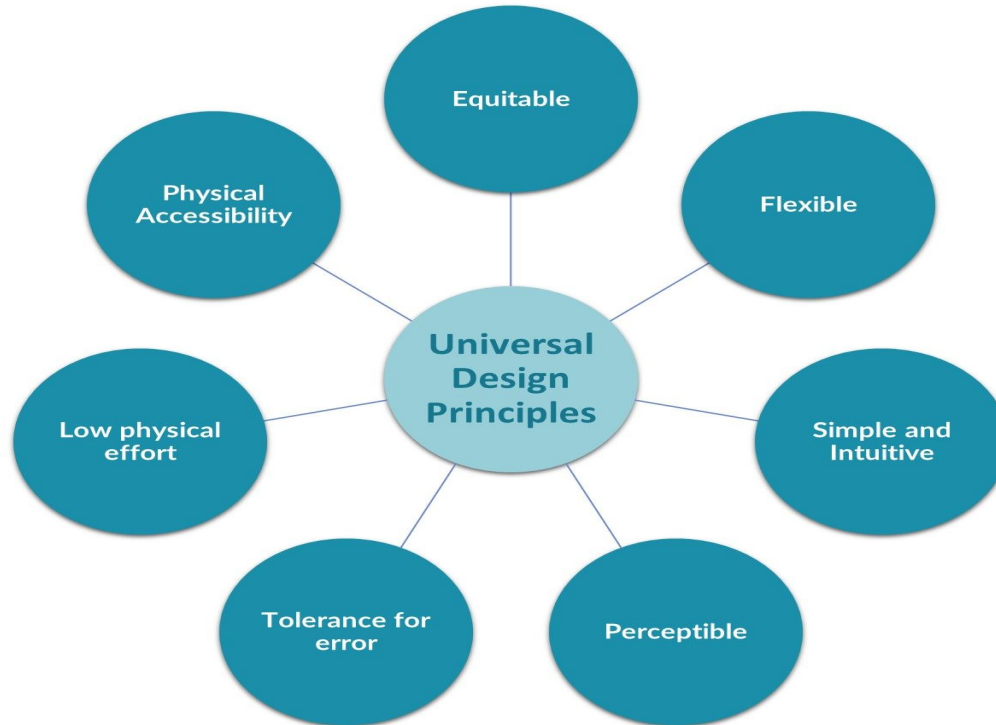 Equitable
Flexible
Simple and
Intuitive
Perceptible
Tolerance for
error
Low physical
effort
Physical
Accessibility
Universal
Design
Principles